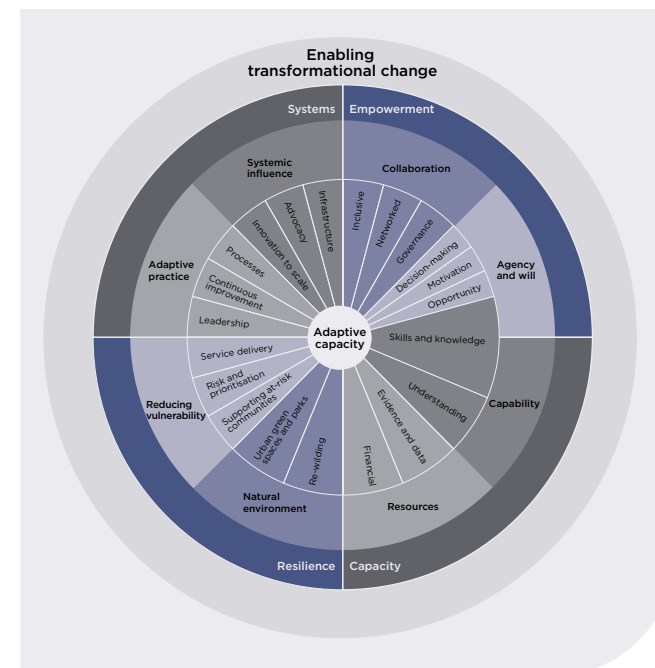 Enabling
transformational change
Systems
Empowerment
Systemic
influence
Collaboration
Infrastructure
Advocacy
Innovation to scale
Inclusive
Networked
Governance
Adaptive
practice
Processes
Continuous
improvement
Leadership
Decision-making
Motivation
Opportunity
Agency
and will
Adaptive
capacity
Skills and knowledge
Understanding
Capability
Service delivery
Risk and
prioritisation
Supporting at-risk
communities
Reducing
vulnerability
Urban green
spaces and parks
Re-wilding
Natural
environment
Evidence and data
Financial
Resources
Resilience
Capacity